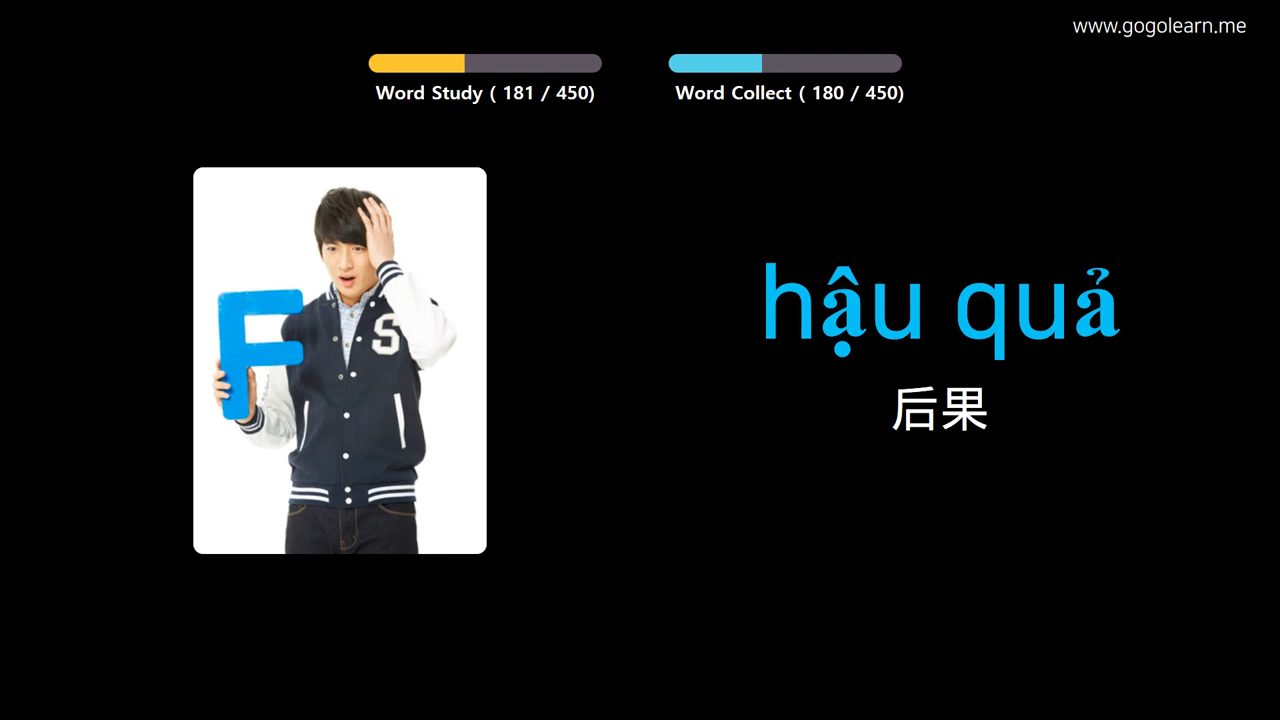 www.gogolearn.me
Word Study ( 181 / 450)
Word Collect ( 180 / 450)
F
S
hậu quả
后果